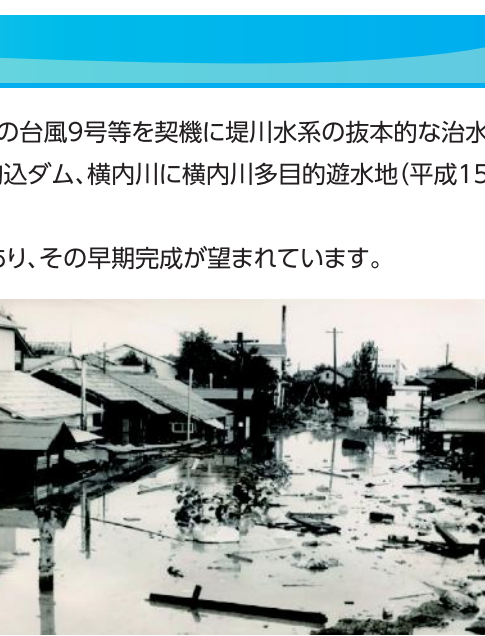 の台風9号等を契機に堤川水系の抜本的な治水
込ダム、横内川に横内川多目的遊水地（平成15
り、その早期完成が望まれています。